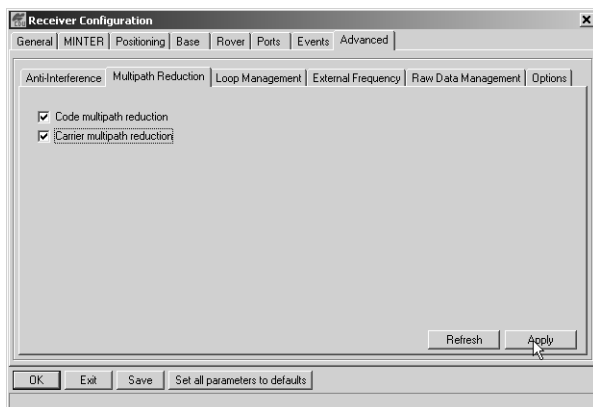 Receiver Configuration
General MINTER Positioning Base Rover Ports Events Advanced
Anti-Interference Multipath Reduction Loop Management External Frequency Raw Data Management Options
Code multipath reduction
Carrier multipath reduction
Refresh Apply
OK Exit Save Set all parameters to defaults